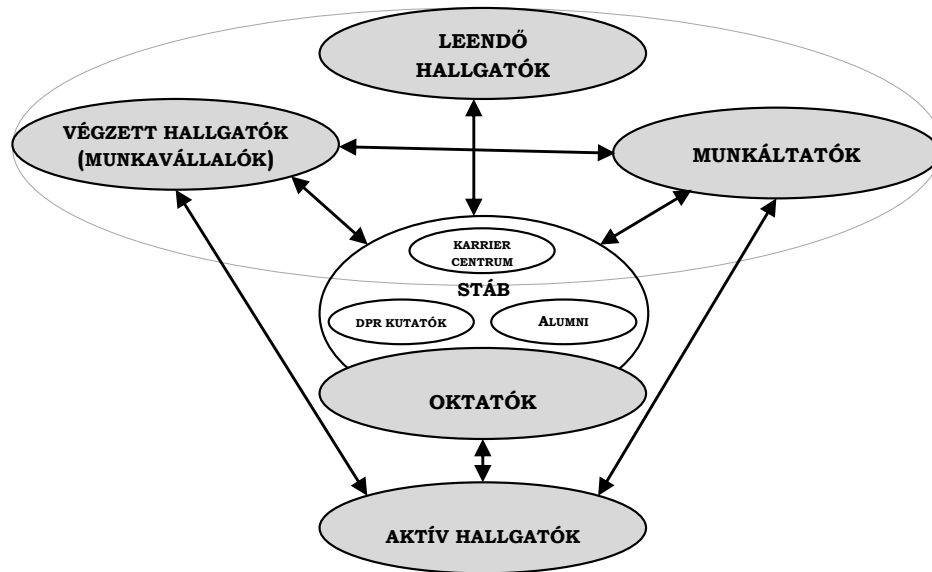 LEENDŐ
HALLGATÓK
VÉGZETT HALLGATÓK
(MUNKAVÁLLALÓK)
MUNKÁLTATÓK
KARRIER
CENTRUM
STÁB
DPR KUTATÓK
ALUMNI
OKTATÓK
AKTÍV HALLGATÓK